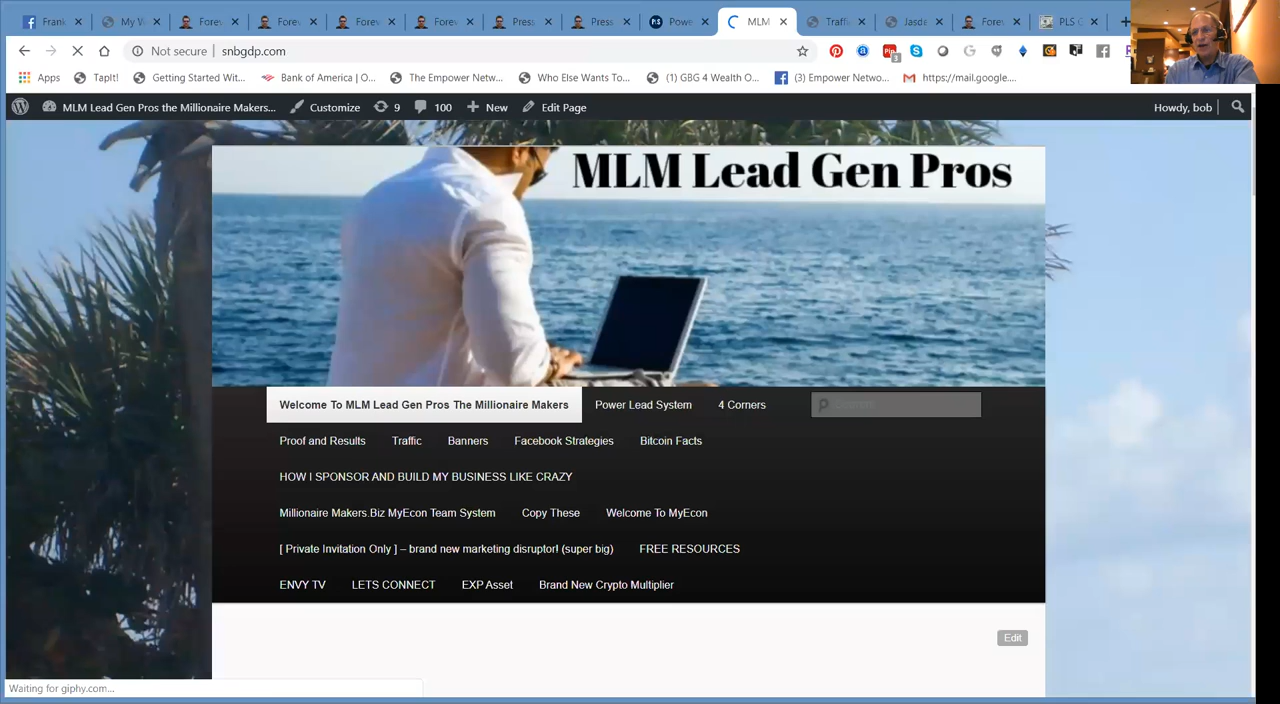 Frank
My W
Forev
Forev
Forev
Forev
Press
Press
Powe
MLM
Traffi
Jasde
Forev
PLS C
Not secure | snbgdp.com
Apps
TapIt!
Getting Started Wit...
Bank of America | O...
The Empower Netw...
Who Else Wants To...
(1) GBG 4 Wealth O...
(3) Empower Netwo...
https://mail.google....
MLM Lead Gen Pros the Millionaire Makers...
Customize
9
100
New
Edit Page
Howdy, bob
MLM Lead Gen Pros
Welcome To MLM Lead Gen Pros The Millionaire Makers
Power Lead System
4 Corners
Search
Proof and Results
Traffic
Banners
Facebook Strategies
Bitcoin Facts
HOW I SPONSOR AND BUILD MY BUSINESS LIKE CRAZY
Millionaire Makers.Biz MyEcon Team System
Copy These
Welcome To MyEcon
[ Private Invitation Only ] – brand new marketing disruptor! (super big)
FREE RESOURCES
ENVY TV
LETS CONNECT
EXP Asset
Brand New Crypto Multiplier
Edit
Waiting for giphy.com...